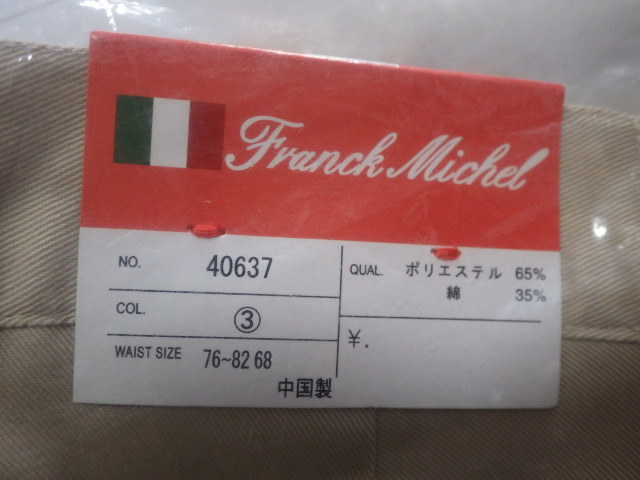 Franck Michel
NO. 40637
COL. ③
WAIST SIZE 76~82 68
QUAL. ポリエステル 65%
綿 35%
¥.
中国製